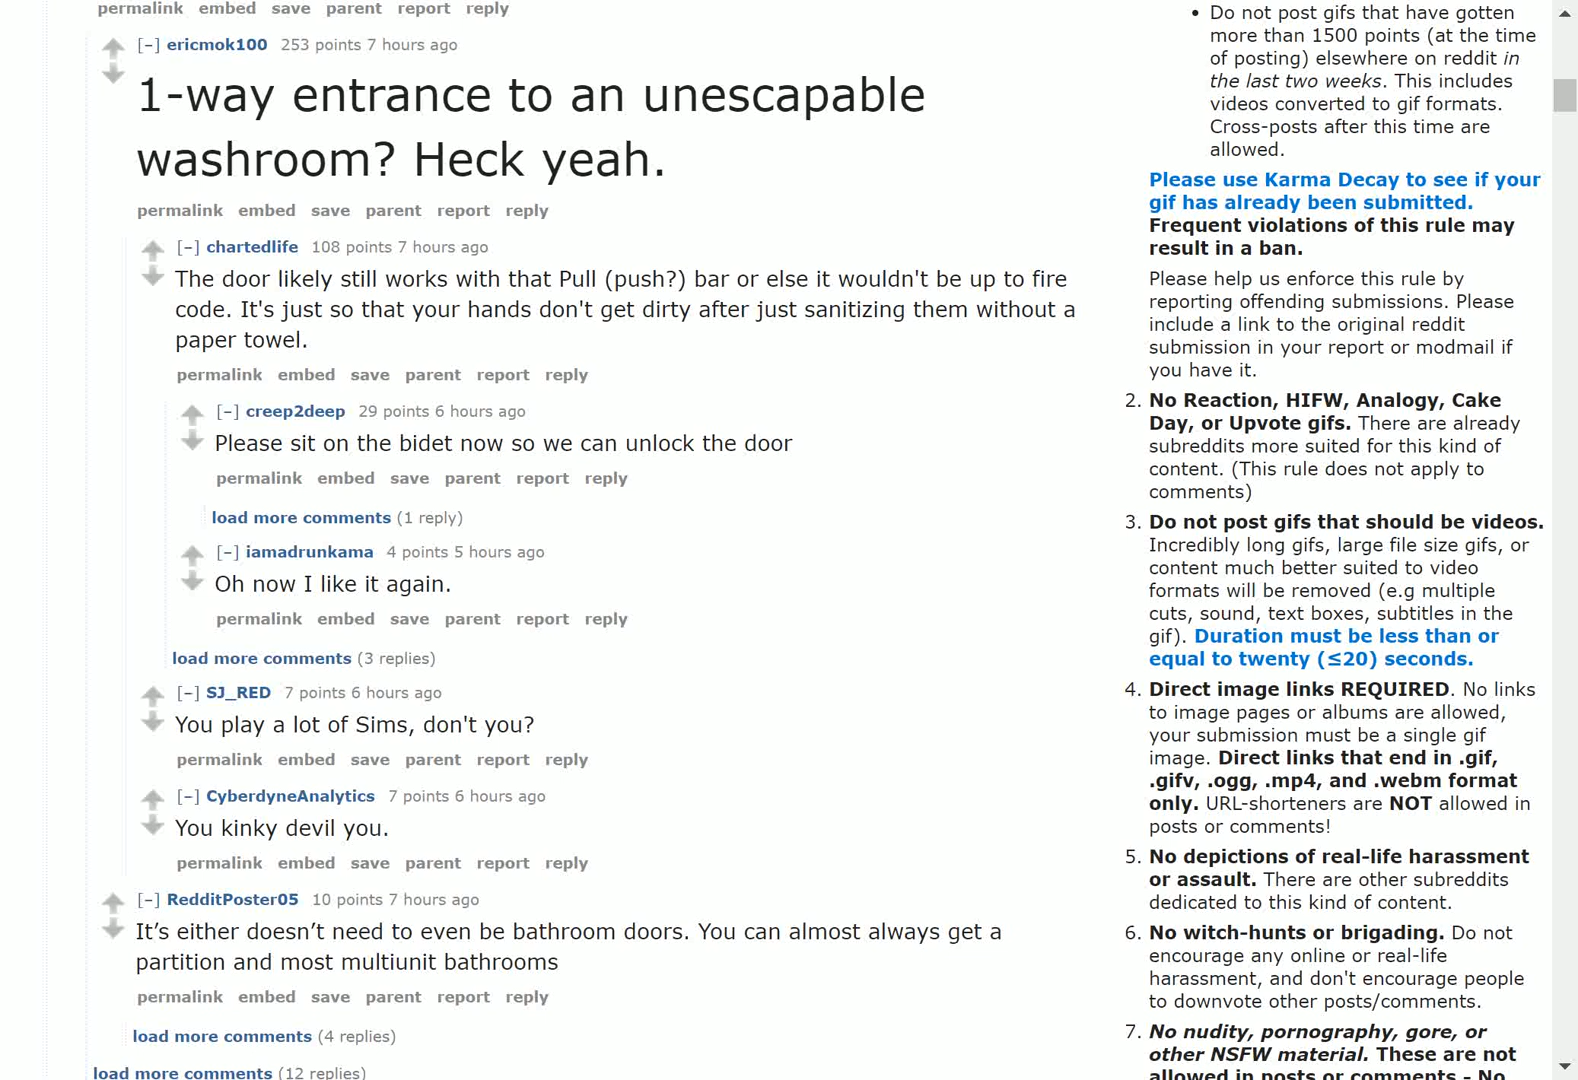 permalink embed save parent report reply
[–] ericmok100 253 points 7 hours ago
1-way entrance to an unescapable
washroom? Heck yeah.
permalink embed save parent report reply
[–] chartedlife 108 points 7 hours ago
The door likely still works with that Pull (push?) bar or else it wouldn't be up to fire
code. It's just so that your hands don't get dirty after just sanitizing them without a
paper towel.
permalink embed save parent report reply
[–] creep2deep 29 points 6 hours ago
Please sit on the bidet now so we can unlock the door
permalink embed save parent report reply
load more comments (1 reply)
[–] iamadrunkama 4 points 5 hours ago
Oh now I like it again.
permalink embed save parent report reply
load more comments (3 replies)
[–] SJ_RED 7 points 6 hours ago
You play a lot of Sims, don't you?
permalink embed save parent report reply
[–] CyberdyneAnalytics 7 points 6 hours ago
You kinky devil you.
permalink embed save parent report reply
[–] RedditPoster05 10 points 7 hours ago
It’s either doesn’t need to even be bathroom doors. You can almost always get a
partition and most multiunit bathrooms
permalink embed save parent report reply
load more comments (4 replies)
load more comments (12 replies)
• Do not post gifs that have gotten
more than 1500 points (at the time
of posting) elsewhere on reddit in
the last two weeks. This includes
videos converted to gif formats.
Cross-posts after this time are
allowed.
Please use Karma Decay to see if your
gif has already been submitted.
Frequent violations of this rule may
result in a ban.
Please help us enforce this rule by
reporting offending submissions. Please
include a link to the original reddit
submission in your report or modmail if
you have it.
2. No Reaction, HIFW, Analogy, Cake
Day, or Upvote gifs. There are already
subreddits more suited for this kind of
content. (This rule does not apply to
comments)
3. Do not post gifs that should be videos.
Incredibly long gifs, large file size gifs, or
content much better suited to video
formats will be removed (e.g multiple
cuts, sound, text boxes, subtitles in the
gif). Duration must be less than or
equal to twenty (≤20) seconds.
4. Direct image links REQUIRED. No links
to image pages or albums are allowed,
your submission must be a single gif
image. Direct links that end in .gif,
.gifv, .ogg, .mp4, and .webm format
only. URL-shorteners are NOT allowed in
posts or comments!
5. No depictions of real-life harassment
or assault. There are other subreddits
dedicated to this kind of content.
6. No witch-hunts or brigading. Do not
encourage any online or real-life
harassment, and don't encourage people
to downvote other posts/comments.
7. No nudity, pornography, gore, or
other NSFW material. These are not
allowed in posts or comments - No